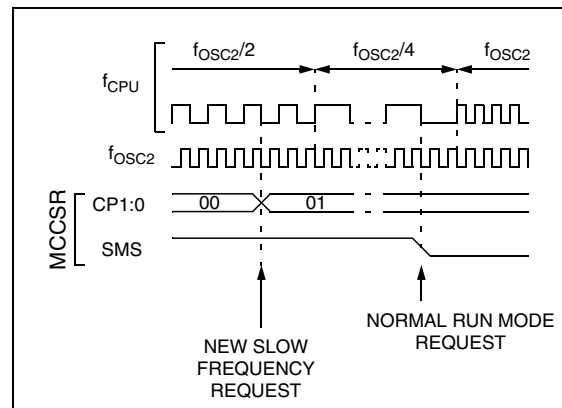 fOSC2/2 fOSC2/4 fOSC2
fCPU
fOSC2
MCCSR
CP1:0 00 01
SMS
NEW SLOW
FREQUENCY
REQUEST
NORMAL RUN MODE
REQUEST